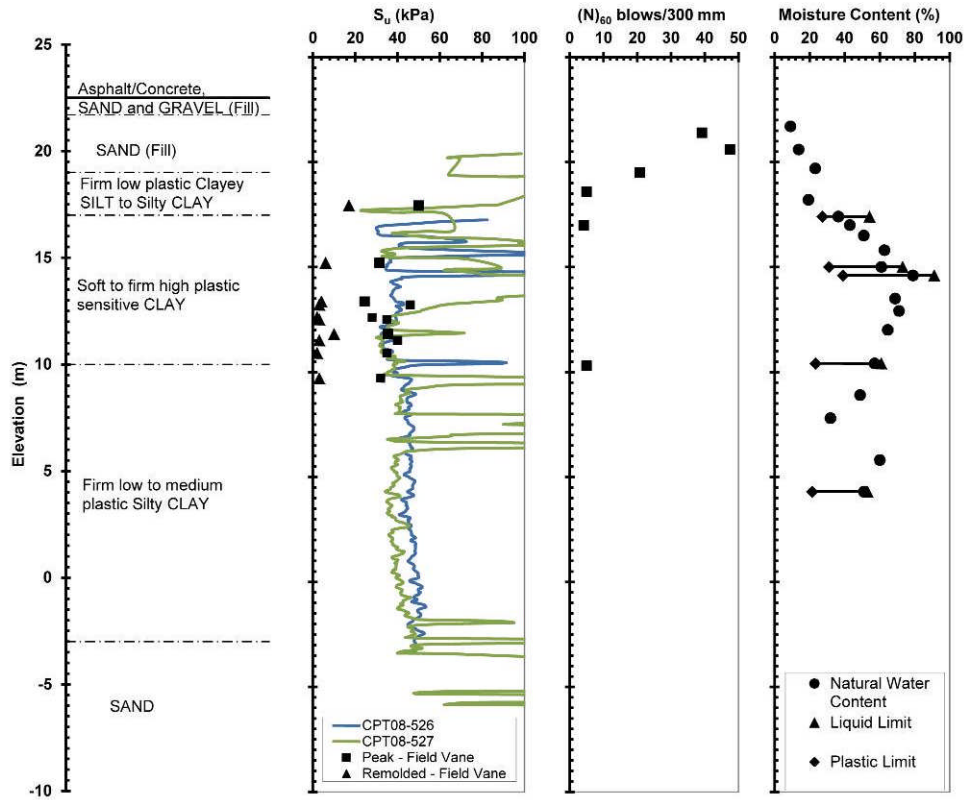 Sᵤ (kPa)
(N)₆₀ blows/300 mm
Moisture Content (%)
0 20 40 60 80 100
0 10 20 30 40 50
0 20 40 60 80 100
25
20
15
10
5
0
-5
-10
Elevation (m)
Asphalt/Concrete,
SAND and GRAVEL (Fill)
SAND (Fill)
Firm low plastic Clayey
SILT to Silty CLAY
Soft to firm high plastic
sensitive CLAY
Firm low to medium
plastic Silty CLAY
SAND
CPT08-526
CPT08-527
Peak - Field Vane
Remolded - Field Vane
Natural Water
Content
Liquid Limit
Plastic Limit